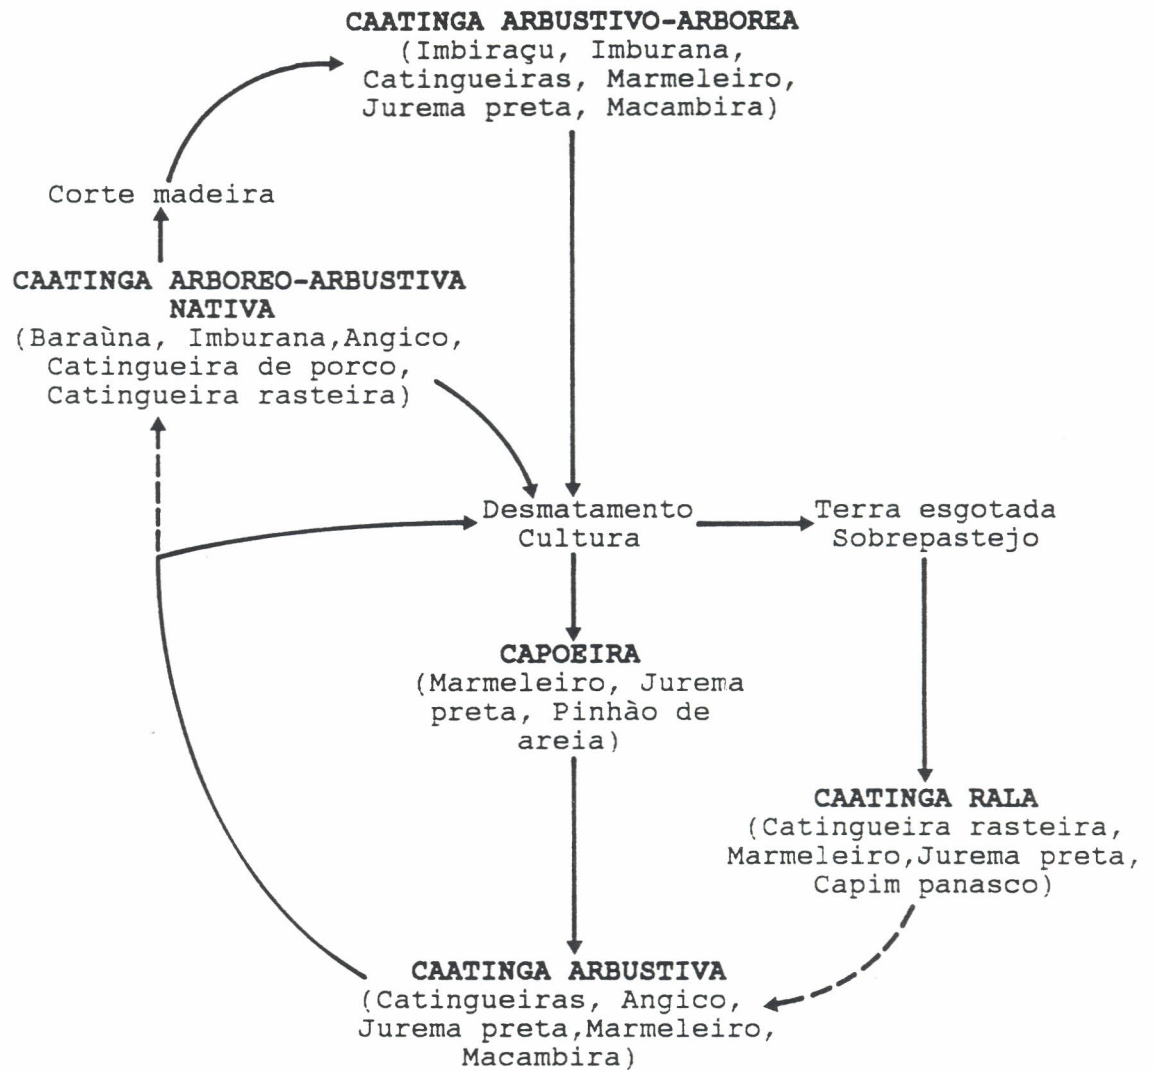 CAATINGA ARBUSTIVO-ARBOREA
(Imbiraçu, Imburana,
Catingueiras, Marmeleiro,
Jurema preta, Macambira)
Corte madeira
CAATINGA ARBOREO-ARBUSTIVA
NATIVA
(Baraùna, Imburana,Angico,
Catingueira de porco,
Catingueira rasteira)
Desmatamento
Cultura
Terra esgotada
Sobrepastejo
CAPOEIRA
(Marmeleiro, Jurema
preta, Pinhào de
areia)
CAATINGA RALA
(Catingueira rasteira,
Marmeleiro,Jurema preta,
Capim panasco)
CAATINGA ARBUSTIVA
(Catingueiras, Angico,
Jurema preta,Marmeleiro,
Macambira)